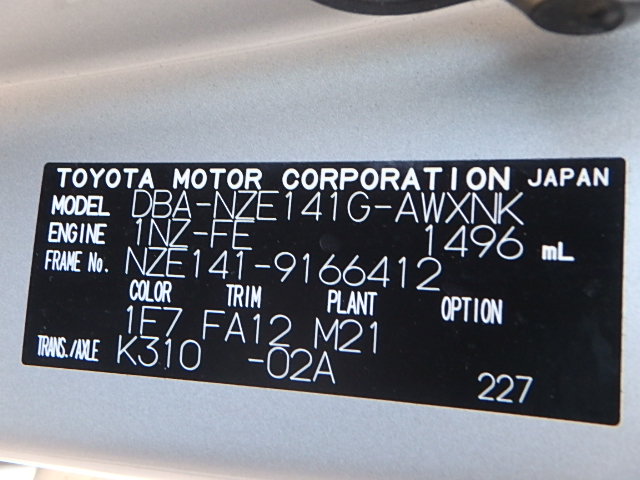 TOYOTA MOTOR CORPORATION JAPAN
MODEL DBA-NZE141G-AWXNK
ENGINE 1NZ-FE 1496 mL
FRAME No. NZE141-9166412
COLOR TRIM PLANT OPTION
1E7 FA12 M21
TRANS./AXLE K310 -02A
227